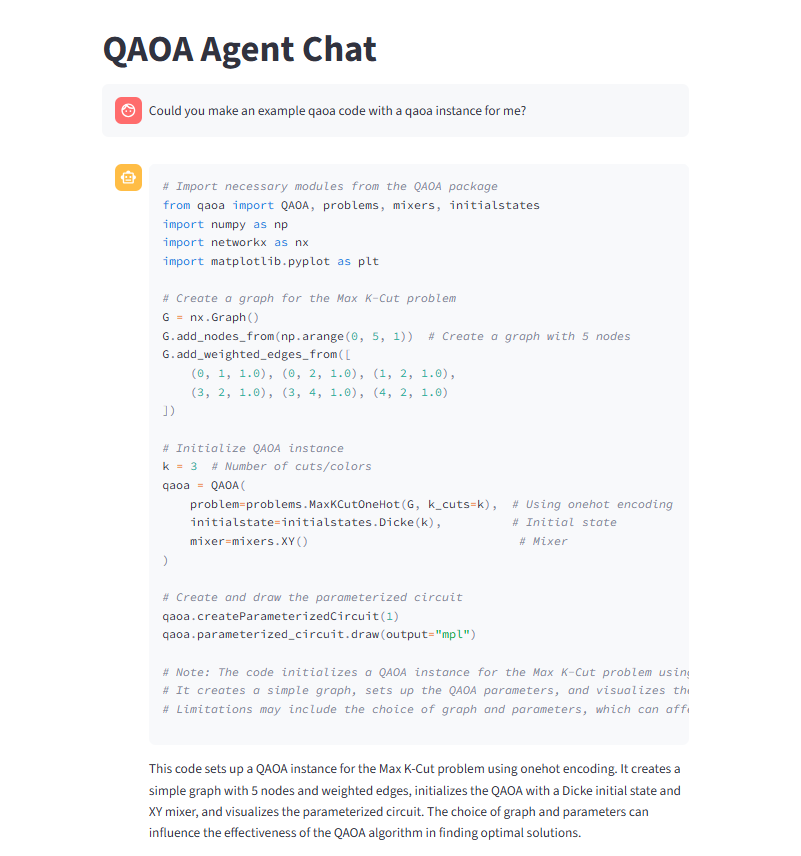 QAOA Agent Chat
Could you make an example qaoa code with a qaoa instance for me?
# Import necessary modules from the QAOA package
from qaoa import QAOA, problems, mixers, initialstates
import numpy as np
import networkx as nx
import matplotlib.pyplot as plt
# Create a graph for the Max K-Cut problem
G = nx.Graph()
G.add_nodes_from(np.arange(0, 5, 1))  # Create a graph with 5 nodes
G.add_weighted_edges_from([
    (0, 1, 1.0), (0, 2, 1.0), (1, 2, 1.0),
    (3, 2, 1.0), (3, 4, 1.0), (4, 2, 1.0)
])
# Initialize QAOA instance
k = 3  # Number of cuts/colors
qaoa = QAOA(
    problem=problems.MaxKCutOneHot(G, k_cuts=k),  # Using onehot encoding
    initialstate=initialstates.Dicke(k),          # Initial state
    mixer=mixers.XY()                              # Mixer
)
# Create and draw the parameterized circuit
qaoa.createParameterizedCircuit(1)
qaoa.parameterized_circuit.draw(output="mpl")
# Note: The code initializes a QAOA instance for the Max K-Cut problem
# It creates a simple graph, sets up the QAOA parameters, and visualizes
# Limitations may include the choice of graph and parameters, which can
This code sets up a QAOA instance for the Max K-Cut problem using onehot encoding. It creates a
simple graph with 5 nodes and weighted edges, initializes the QAOA with a Dicke initial state and
XY mixer, and visualizes the parameterized circuit. The choice of graph and parameters can
influence the effectiveness of the QAOA algorithm in finding optimal solutions.